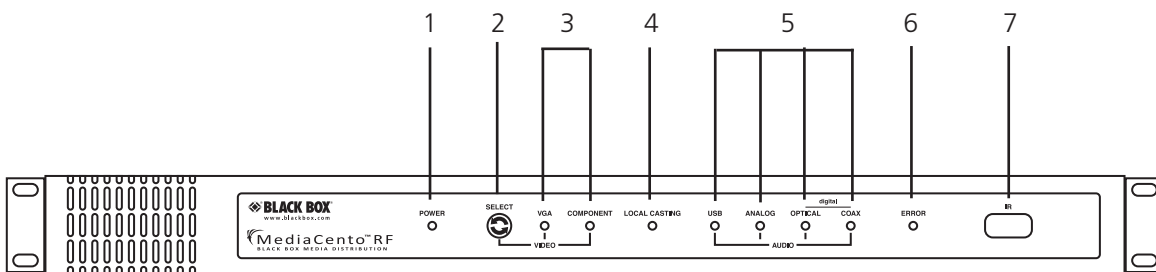 1 2 3 4 5 6 7
BLACK BOX®
www.blackbox.com
MediaCento™ RF
BLACK BOX MEDIA DISTRIBUTION
POWER
SELECT
VGA COMPONENT
VIDEO
LOCAL CASTING
digital
USB ANALOG OPTICAL COAX
AUDIO
ERROR
IR